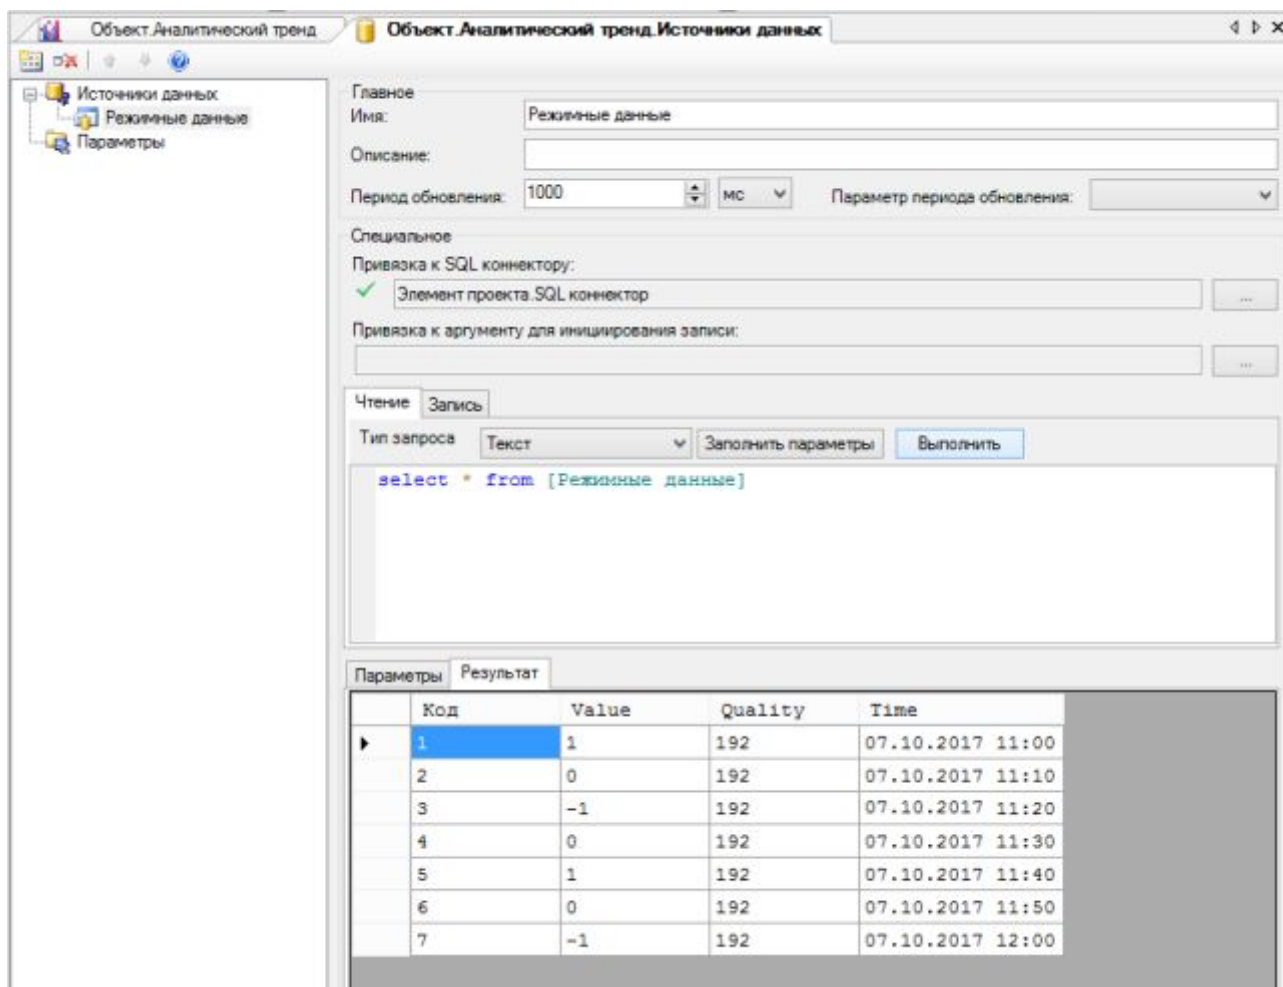 Объект.Аналитический тренд Объект.Аналитический тренд.Источники данных
Источники данных
Режимные данные
Параметры
Главное
Имя: Режимные данные
Описание:
Период обновления: 1000 мс Параметр периода обновления:
Специальное
Привязка к SQL коннектору:
Элемент проекта.SQL коннектор ...
Привязка к аргументу для инициирования записи:
...
Чтение Запись
Тип запроса Текст Заполнить параметры Выполнить
select * from [Режимные данные]
Параметры Результат
Код Value Quality Time
1 1 192 07.10.2017 11:00
2 0 192 07.10.2017 11:10
3 -1 192 07.10.2017 11:20
4 0 192 07.10.2017 11:30
5 1 192 07.10.2017 11:40
6 0 192 07.10.2017 11:50
7 -1 192 07.10.2017 12:00